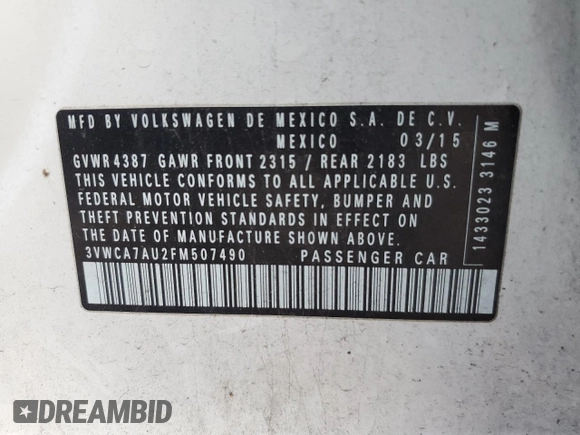 MFD BY VOLKSWAGEN DE MEXICO S.A. DE C.V.
MEXICO 03/15
GVWR 4387 GAWR FRONT 2315 / REAR 2183 LBS
THIS VEHICLE CONFORMS TO ALL APPLICABLE U.S.
FEDERAL MOTOR VEHICLE SAFETY, BUMPER AND
THEFT PREVENTION STANDARDS IN EFFECT ON
THE DATE OF MANUFACTURE SHOWN ABOVE.
3VWCA7AU2FM507490 PASSENGER CAR
1433023 3146 M
DREAMBID